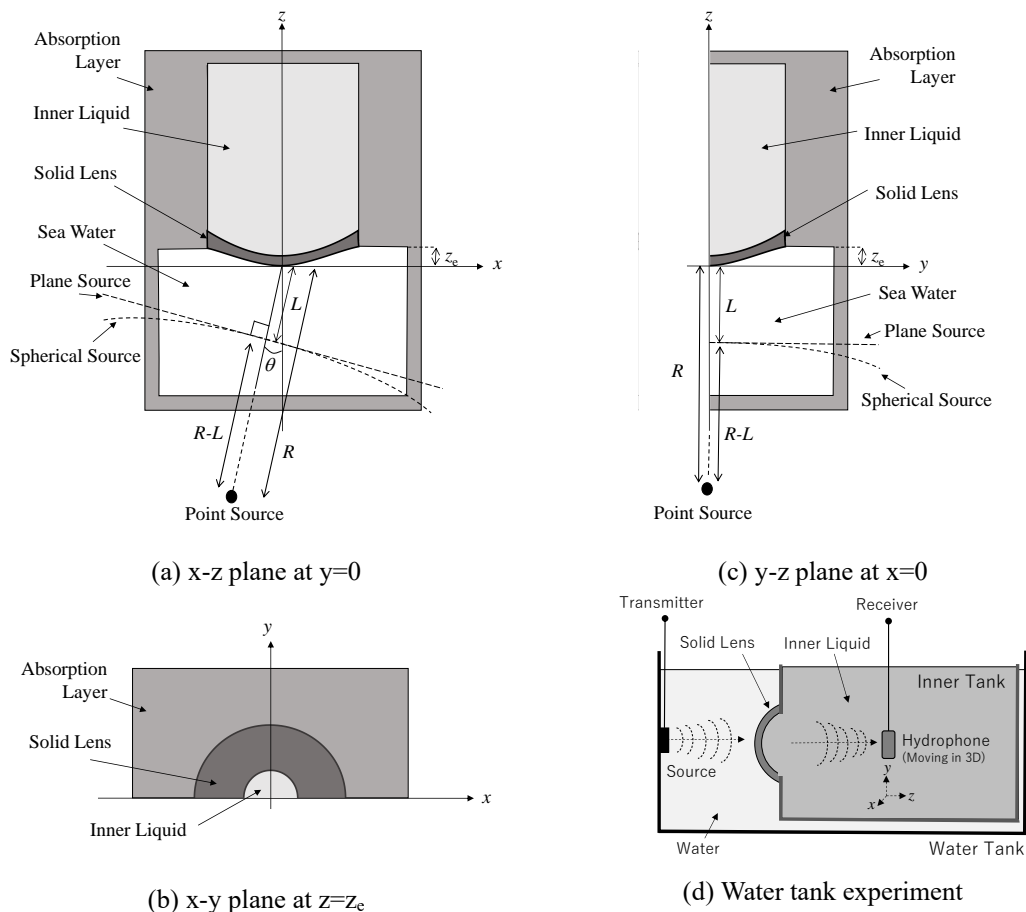 z
Absorption
Layer
Inner Liquid
Solid Lens
Sea Water
Plane Source
Spherical Source
zₑ
x
L
θ
R-L
R
Point Source
(a) x-z plane at y=0
z
Absorption
Layer
Inner Liquid
Solid Lens
zₑ
y
L
Sea Water
Plane Source
R
Spherical Source
R-L
Point Source
(c) y-z plane at x=0
y
Absorption
Layer
Solid Lens
x
Inner Liquid
(b) x-y plane at z=zₑ
Transmitter
Receiver
Solid Lens
Inner Liquid
Inner Tank
Hydrophone
(Moving in 3D)
Source
y
x
z
Water
Water Tank
(d) Water tank experiment